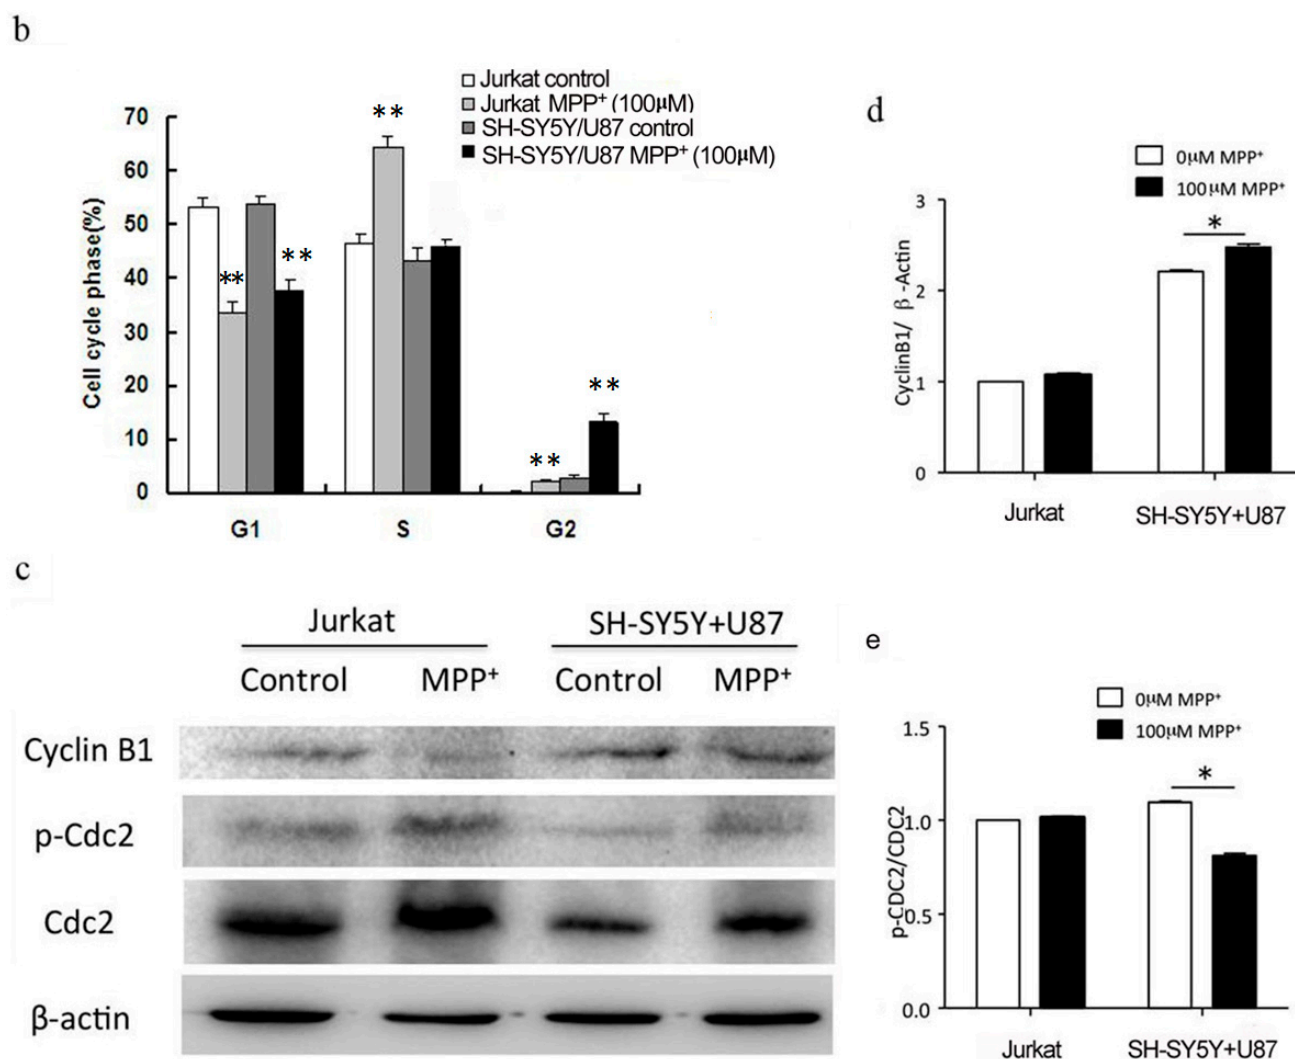 b
Jurkat control
Jurkat MPP⁺ (100μM)
SH-SY5Y/U87 control
SH-SY5Y/U87 MPP⁺ (100μM)
Cell cycle phase(%)
70
60
50
40
30
20
10
0
**
**
**
**
**
G1 S G2
d
0μM MPP⁺
100μM MPP⁺
CyclinB1/ β-Actin
3
2
1
0
*
Jurkat SH-SY5Y+U87
c
Jurkat SH-SY5Y+U87
Control MPP⁺ Control MPP⁺
Cyclin B1
p-Cdc2
Cdc2
β-actin
e
0μM MPP⁺
100μM MPP⁺
p-CDC2/CDC2
1.5
1.0
0.5
0.0
*
Jurkat SH-SY5Y+U87